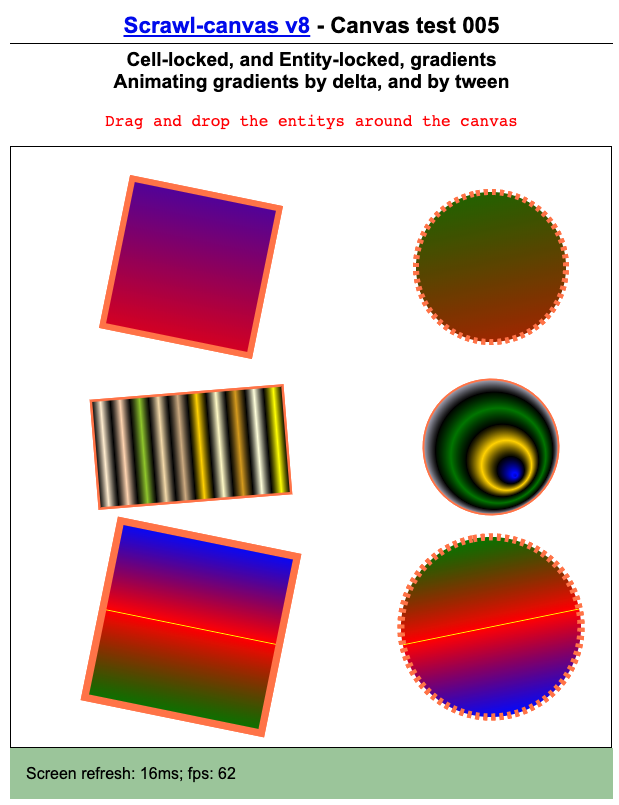 Scrawl-canvas v8 - Canvas test 005
Cell-locked, and Entity-locked, gradients
Animating gradients by delta, and by tween
Drag and drop the entitys around the canvas
Screen refresh: 16ms; fps: 62